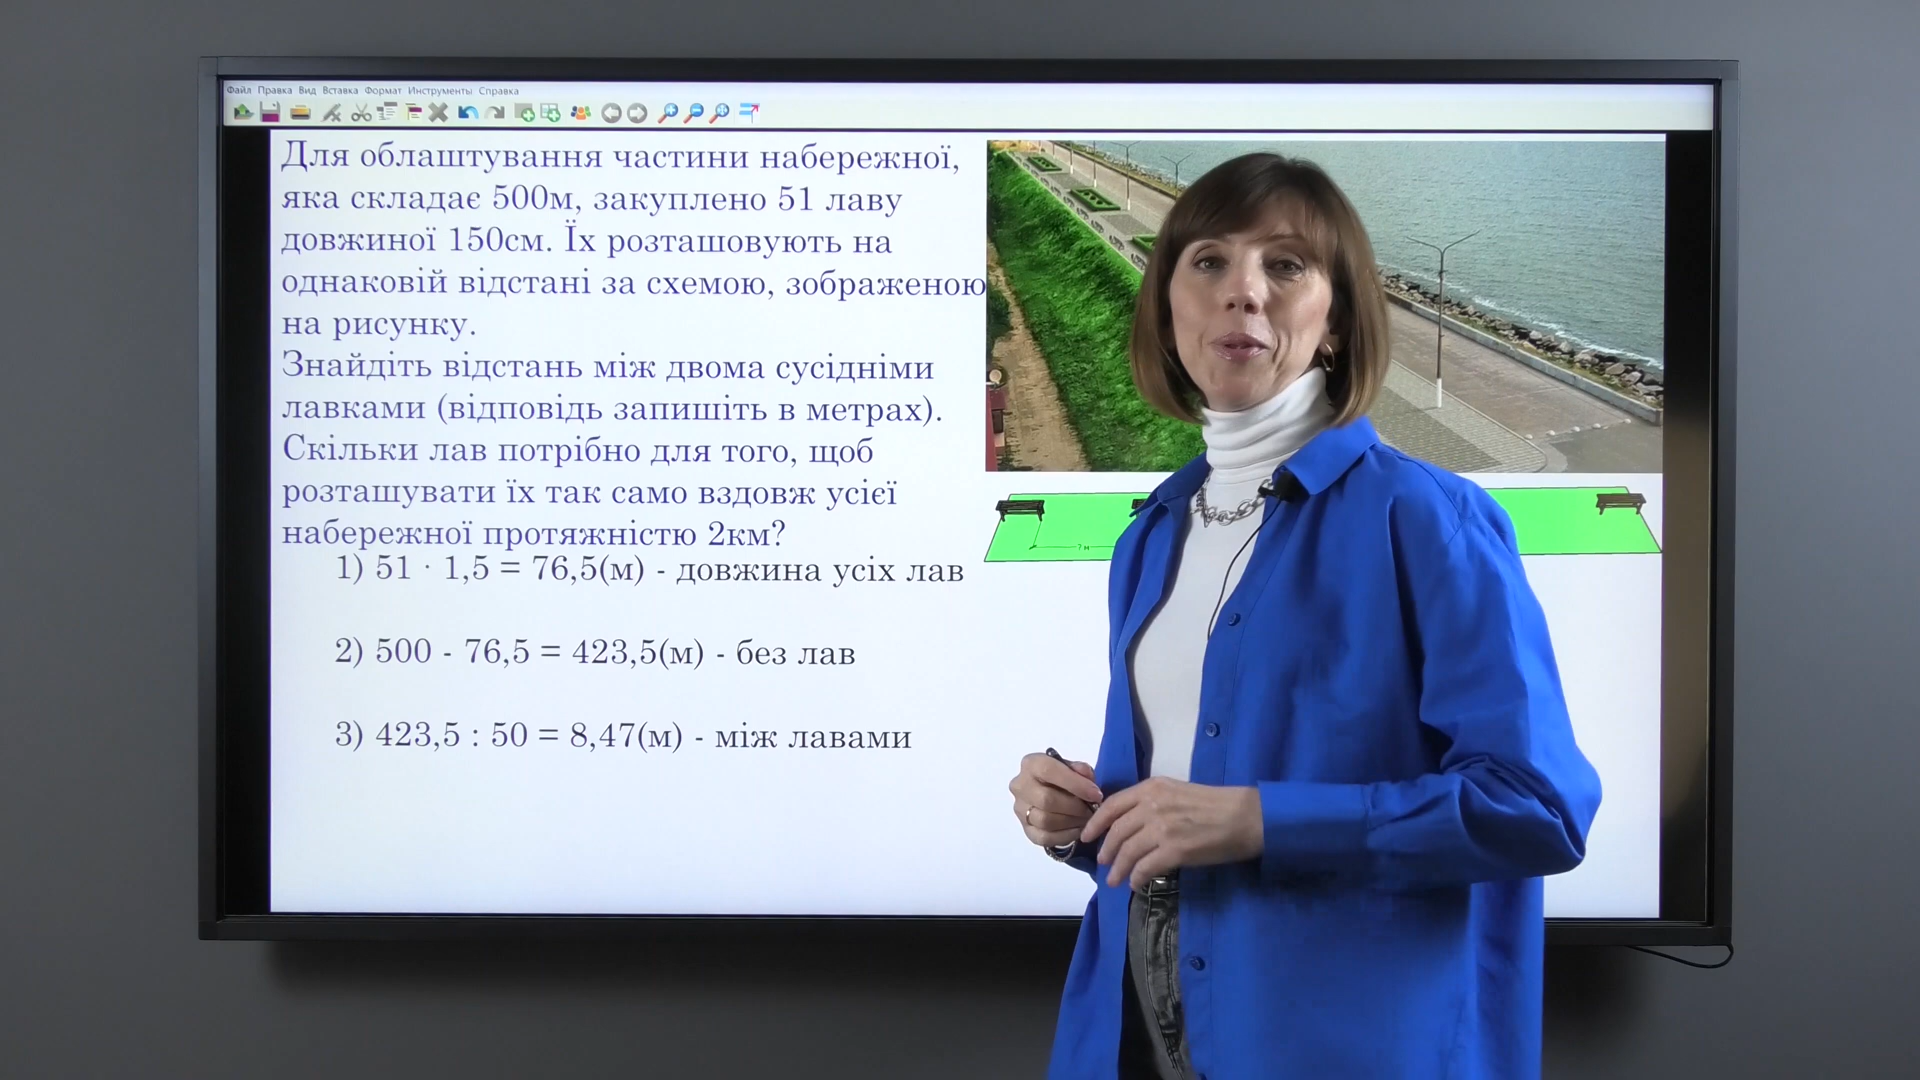 Файл Правка Вид Вставка Формат Инструменты Справка
Для облаштування частини набережної,
яка складає 500м, закуплено 51 лаву
довжиної 150см. Їх розташовують на
однаковій відстані за схемою, зображеною
на рисунку.
Знайдіть відстань між двома сусідніми
лавками (відповідь запишіть в метрах).
Скільки лав потрібно для того, щоб
розташувати їх так само вздовж усієї
набережної протяжністю 2км?
1) 51 · 1,5 = 76,5(м) - довжина усіх лав
2) 500 - 76,5 = 423,5(м) - без лав
3) 423,5 : 50 = 8,47(м) - між лавами
? м